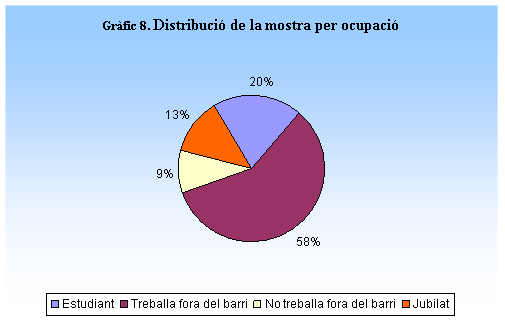 Gràfic 8. Distribució de la mostra per ocupació
20%
13%
9%
58%
Estudiant Treballa fora del barri No treballa fora del barri Jubilat